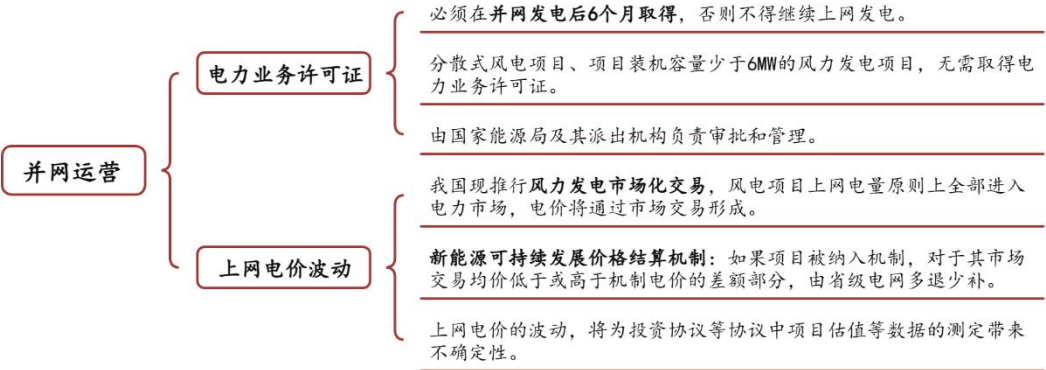 并网运营
电力业务许可证
必须在并网发电后6个月取得，否则不得继续上网发电。
分散式风电项目、项目装机容量少于6MW的风力发电项目，无需取得电
力业务许可证。
由国家能源局及其派出机构负责审批和管理。
上网电价波动
我国现推行风力发电市场化交易，风电项目上网电量原则上全部进入
电力市场，电价将通过市场交易形成。
新能源可持续发展价格结算机制：如果项目被纳入机制，对于其市场
交易均价低于或高于机制电价的差额部分，由省级电网多退少补。
上网电价的波动，将为投资协议等协议中项目估值等数据的测定带来
不确定性。